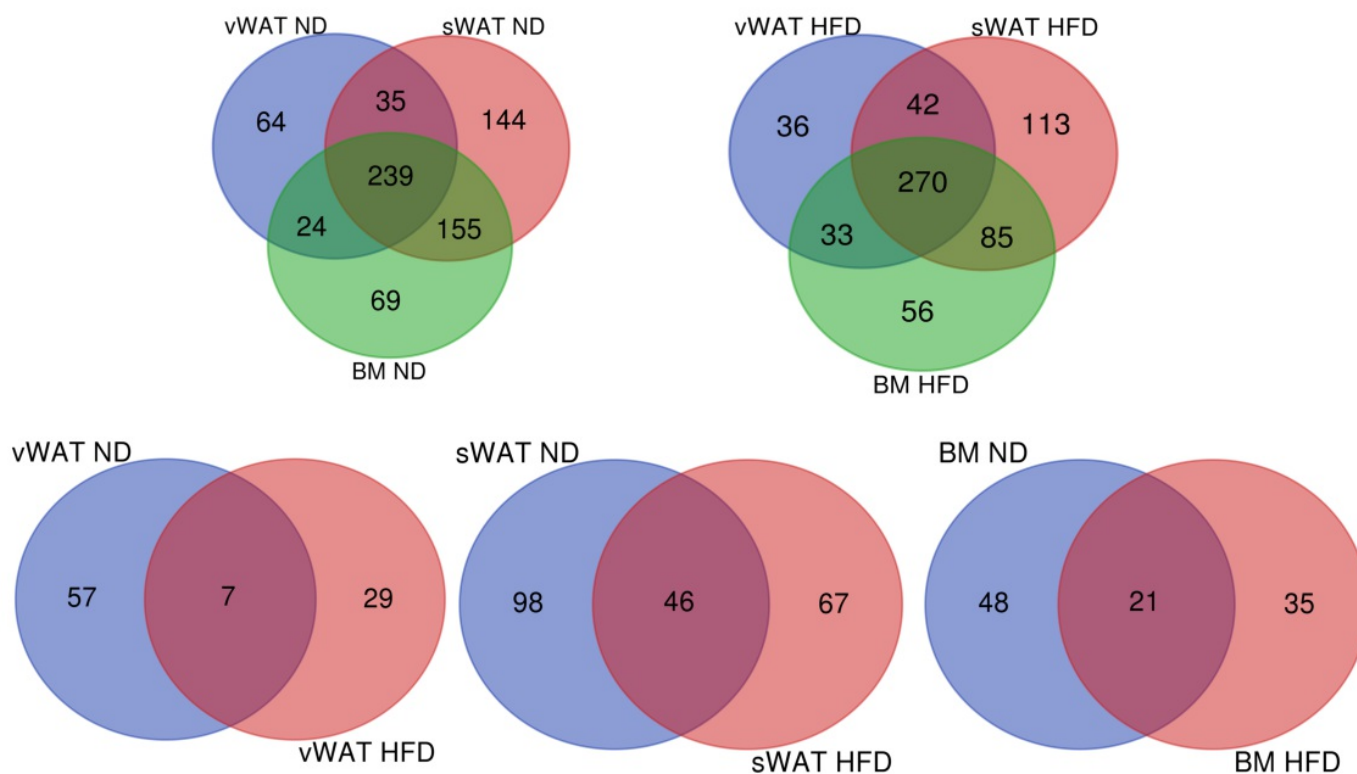 vWAT ND
sWAT ND
64
35
144
239
24
155
69
BM ND
vWAT HFD
sWAT HFD
36
42
113
270
33
85
56
BM HFD
vWAT ND
57
7
29
vWAT HFD
sWAT ND
98
46
67
sWAT HFD
BM ND
48
21
35
BM HFD